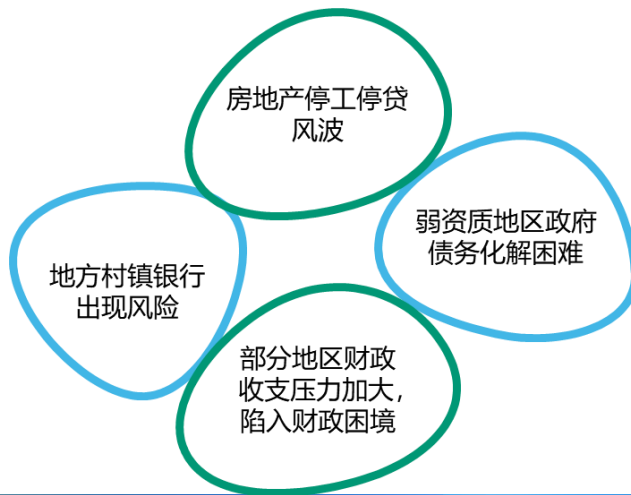 房地产停工停贷
风波
弱资质地区政府
债务化解困难
地方村镇银行
出现风险
部分地区财政
收支压力加大，
陷入财政困境